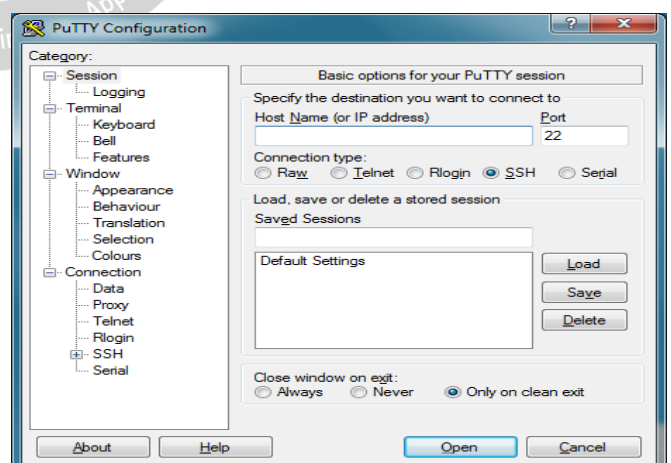 App
in
PuTTY Configuration
?
X
Category:
Session
Logging
Terminal
Keyboard
Bell
Features
Window
Appearance
Behaviour
Translation
Selection
Colours
Connection
Data
Proxy
Telnet
Rlogin
SSH
Serial
Basic options for your PuTTY session
Specify the destination you want to connect to
Host Name (or IP address) Port
22
Connection type:
Raw Telnet Rlogin SSH Serial
Load, save or delete a stored session
Saved Sessions
Default Settings
Load
Save
Delete
Close window on exit:
Always Never Only on clean exit
About Help Open Cancel